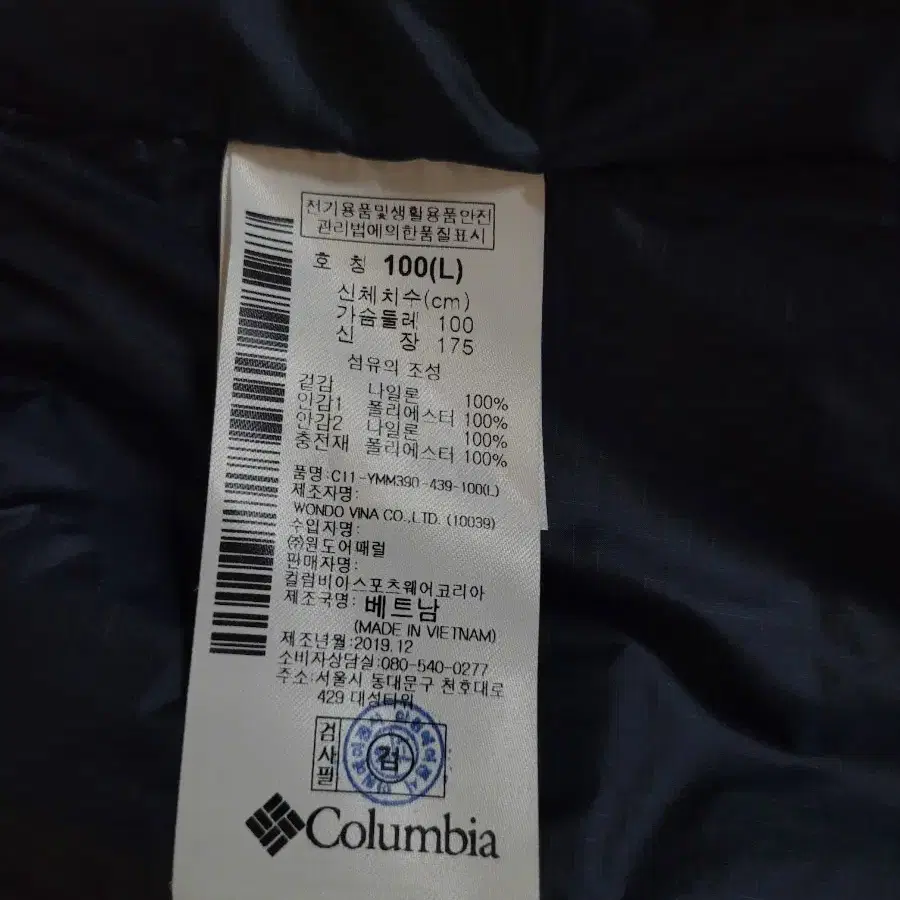 전기용품및생활용품안전
관리법에의한품질표시
호 칭 100(L)
신체치수(cm)
가슴둘레 100
신 장 175
섬유의 조성
겉감 나일론 100%
안감1 폴리에스터 100%
안감2 나일론 100%
충전재 폴리에스터 100%
품명:C11-YMM390-439-100(L)
제조자명:
WONDO VINA CO.,LTD. (10039)
수입자명:
㈜원도어패럴
판매자명:
컬럼비아스포츠웨어코리아
제조국명: 베트남
(MADE IN VIETNAM)
제조년월:2019.12
소비자상담실:080-540-0277
주소:서울시 동대문구 천호대로
429 대성타워
검사필
검
Columbia